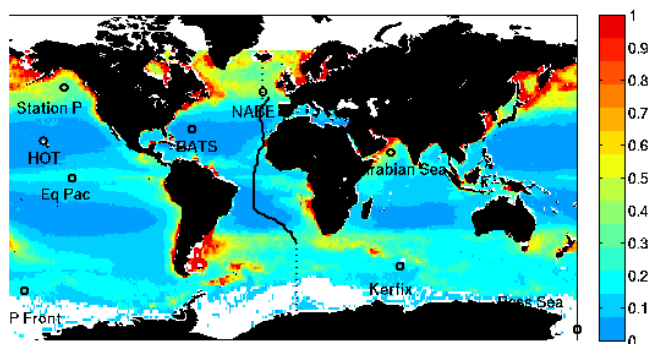 1
0.9
0.8
Station P
NABE
0.7
BATS
HOT
0.6
Arabian Sea
Eq Pac
0.5
0.4
0.3
Kerfix
0.2
Ross Sea
P Front
0.1
0